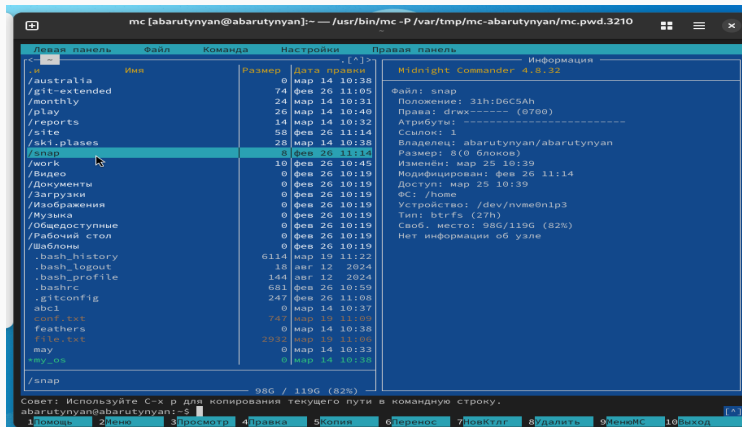 mc [abarutynyan@abarutynyan]:~ — /usr/bin/mc -P /var/tmp/mc-abarutynyan/mc.pwd.3210
~
Левая панель Файл Команда Настройки Правая панель
<─ ~ .[^]>
.и Имя Размер Дата правки
/australia 0 мар 14 10:38
/git-extended 74 фев 26 11:05
/monthly 24 мар 14 10:31
/play 26 мар 14 10:40
/reports 14 мар 14 10:32
/site 58 фев 26 11:14
/ski.plases 28 мар 14 10:38
/snap 8 фев 26 11:14
/work 10 фев 26 10:45
/Видео 0 фев 26 10:19
/Документы 0 фев 26 10:19
/Загрузки 0 фев 26 10:19
/Изображения 0 фев 26 10:19
/Музыка 0 фев 26 10:19
/Общедоступные 0 фев 26 10:19
/Рабочий стол 0 фев 26 10:19
/Шаблоны 0 фев 26 10:19
.bash_history 6114 мар 19 11:22
.bash_logout 18 авг 12 2024
.bash_profile 144 авг 12 2024
.bashrc 681 фев 26 10:59
.gitconfig 247 фев 26 11:08
abc1 0 мар 14 10:37
conf.txt 747 мар 19 11:09
feathers 0 мар 14 10:38
file.txt 2932 мар 19 11:06
may 0 мар 14 10:33
*my_os 0 мар 14 10:38
/snap
98G / 119G (82%)
Информация
Midnight Commander 4.8.32
Файл: snap
Положение: 31h:D6C5Ah
Права: drwx------ (0700)
Атрибуты: -------------------------
Ссылок: 1
Владелец: abarutynyan/abarutynyan
Размер: 8(0 блоков)
Изменён: мар 25 10:39
Модифицирован: фев 26 11:14
Доступ: мар 25 10:39
ФС: /home
Устройство: /dev/nvme0n1p3
Тип: btrfs (27h)
Своб. место: 98G/119G (82%)
Нет информации об узле
Совет: Используйте C-x p для копирования текущего пути в командную строку.
abarutynyan@abarutynyan:~$ [^]
1Помощь 2Меню 3Просмотр 4Правка 5Копия 6Перенос 7НовКтлг 8Удалить 9МенюMC 10Выход